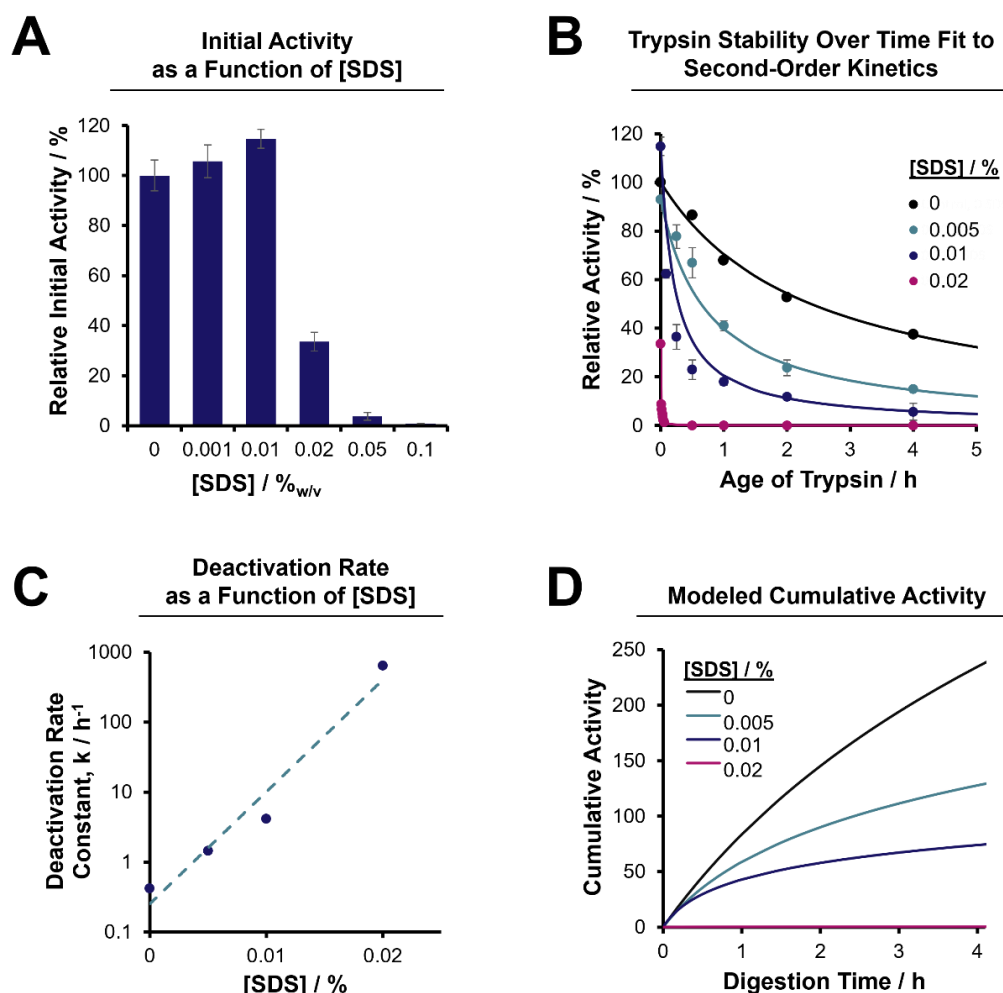 A
Initial Activity
as a Function of [SDS]
Relative Initial Activity / %
120
100
80
60
40
20
0
0 0.001 0.01 0.02 0.05 0.1
[SDS] / %w/v
B
Trypsin Stability Over Time Fit to
Second-Order Kinetics
Relative Activity / %
120
100
80
60
40
20
0
[SDS] / %
0
0.005
0.01
0.02
0 1 2 3 4 5
Age of Trypsin / h
C
Deactivation Rate
as a Function of [SDS]
Deactivation Rate
Constant, k / h-1
1000
100
10
1
0.1
0 0.01 0.02
[SDS] / %
D
Modeled Cumulative Activity
Cumulative Activity
250
200
150
100
50
0
[SDS] / %
0
0.005
0.01
0.02
0 1 2 3 4
Digestion Time / h